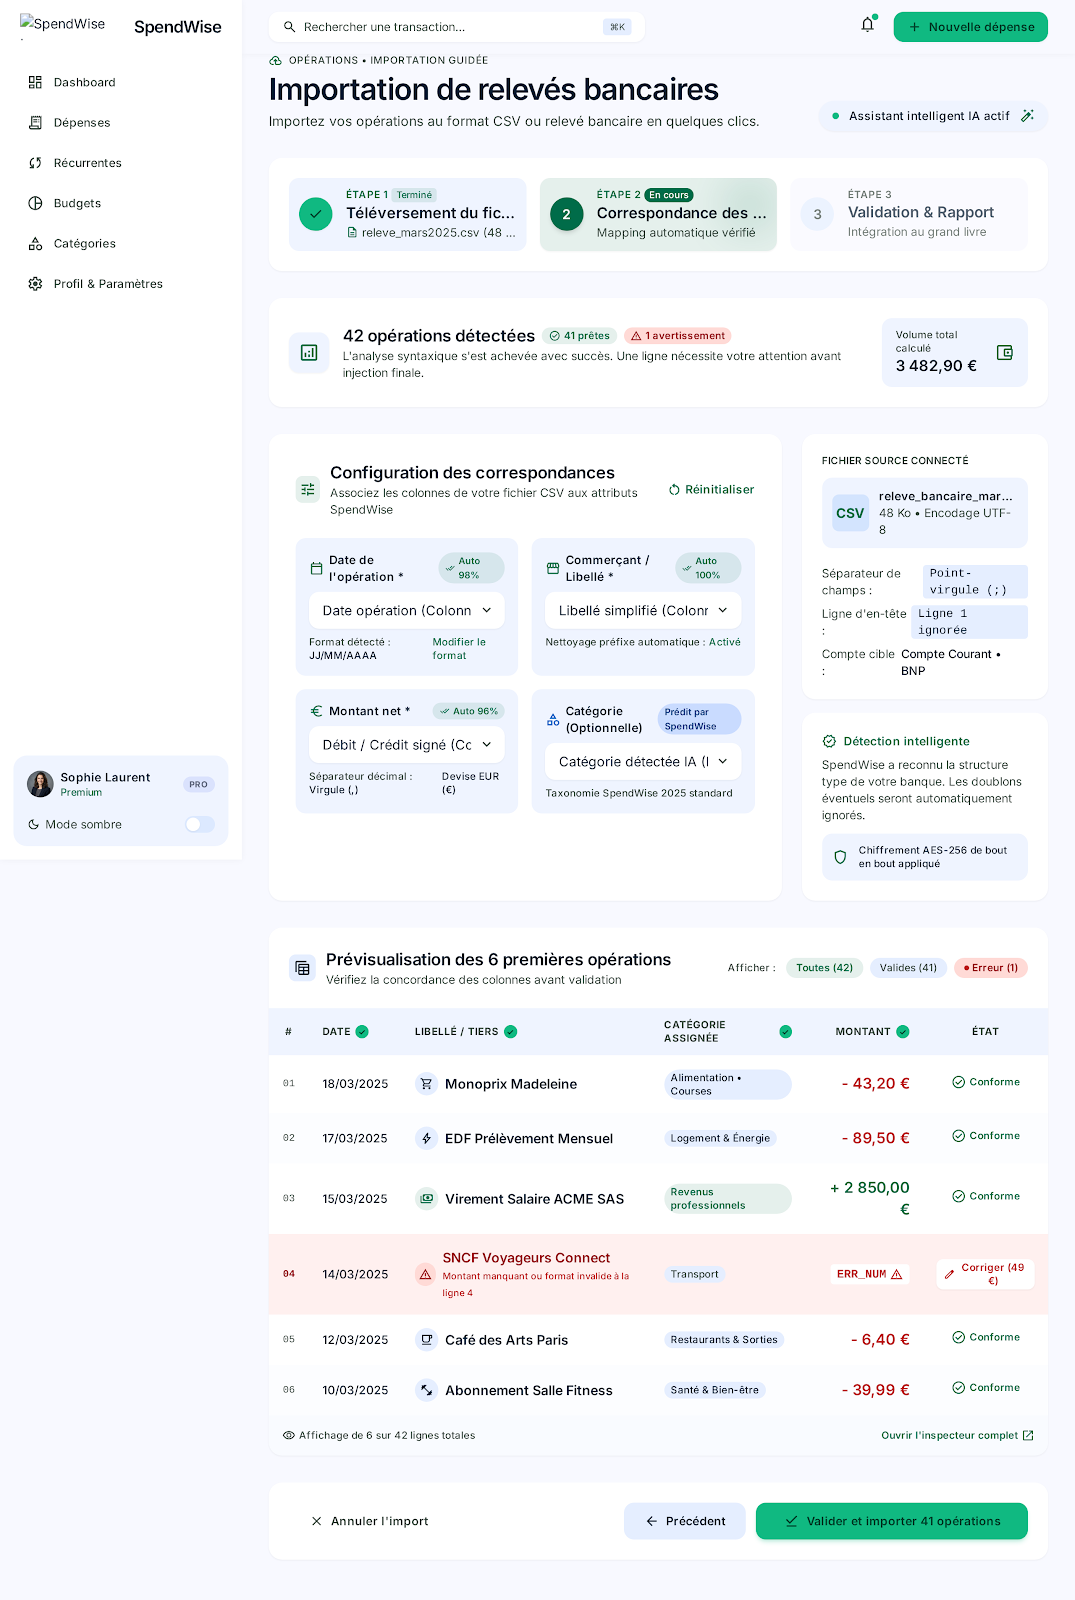 SpendWise
SpendWise
Rechercher une transaction...
⌘K
Nouvelle dépense
Dashboard
Dépenses
Récurrentes
Budgets
Catégories
Profil & Paramètres
Sophie Laurent
Premium
PRO
Mode sombre
OPÉRATIONS • IMPORTATION GUIDÉE
Importation de relevés bancaires
Importez vos opérations au format CSV ou relevé bancaire en quelques clics.
Assistant intelligent IA actif
ÉTAPE 1 Terminé
Téléversement du fic...
releve_mars2025.csv (48 ...
2
ÉTAPE 2 En cours
Correspondance des ...
Mapping automatique vérifié
3
ÉTAPE 3
Validation & Rapport
Intégration au grand livre
42 opérations détectées
41 prêtes
1 avertissement
L'analyse syntaxique s'est achevée avec succès. Une ligne nécessite votre attention avant
injection finale.
Volume total
calculé
3 482,90 €
Configuration des correspondances
Associez les colonnes de votre fichier CSV aux attributs
SpendWise
Réinitialiser
Date de
l'opération *
Auto
98%
Date opération (Colonn
Format détecté :
JJ/MM/AAAA
Modifier le
format
Commerçant /
Libellé *
Auto
100%
Libellé simplifié (Colonr
Nettoyage préfixe automatique : Activé
Montant net *
Auto 96%
Débit / Crédit signé (Cc
Séparateur décimal :
Virgule (,)
Devise EUR
(€)
Catégorie
(Optionnelle)
Prédit par
SpendWise
Catégorie détectée IA (I
Taxonomie SpendWise 2025 standard
FICHIER SOURCE CONNECTÉ
CSV
releve_bancaire_mar...
48 Ko • Encodage UTF-
8
Séparateur de
champs :
Point-
virgule (;)
Ligne d'en-tête
:
Ligne 1
ignorée
Compte cible
:
Compte Courant •
BNP
Détection intelligente
SpendWise a reconnu la structure
type de votre banque. Les doublons
éventuels seront automatiquement
ignorés.
Chiffrement AES-256 de bout
en bout appliqué
Prévisualisation des 6 premières opérations
Vérifiez la concordance des colonnes avant validation
Afficher :
Toutes (42)
Valides (41)
Erreur (1)
#
DATE
LIBELLÉ / TIERS
CATÉGORIE
ASSIGNÉE
MONTANT
ÉTAT
01
18/03/2025
Monoprix Madeleine
Alimentation •
Courses
- 43,20 €
Conforme
02
17/03/2025
EDF Prélèvement Mensuel
Logement & Énergie
- 89,50 €
Conforme
03
15/03/2025
Virement Salaire ACME SAS
Revenus
professionnels
+ 2 850,00
€
Conforme
04
14/03/2025
SNCF Voyageurs Connect
Montant manquant ou format invalide à la
ligne 4
Transport
ERR_NUM
Corriger (49
€)
05
12/03/2025
Café des Arts Paris
Restaurants & Sorties
- 6,40 €
Conforme
06
10/03/2025
Abonnement Salle Fitness
Santé & Bien-être
- 39,99 €
Conforme
Affichage de 6 sur 42 lignes totales
Ouvrir l'inspecteur complet
Annuler l'import
Précédent
Valider et importer 41 opérations